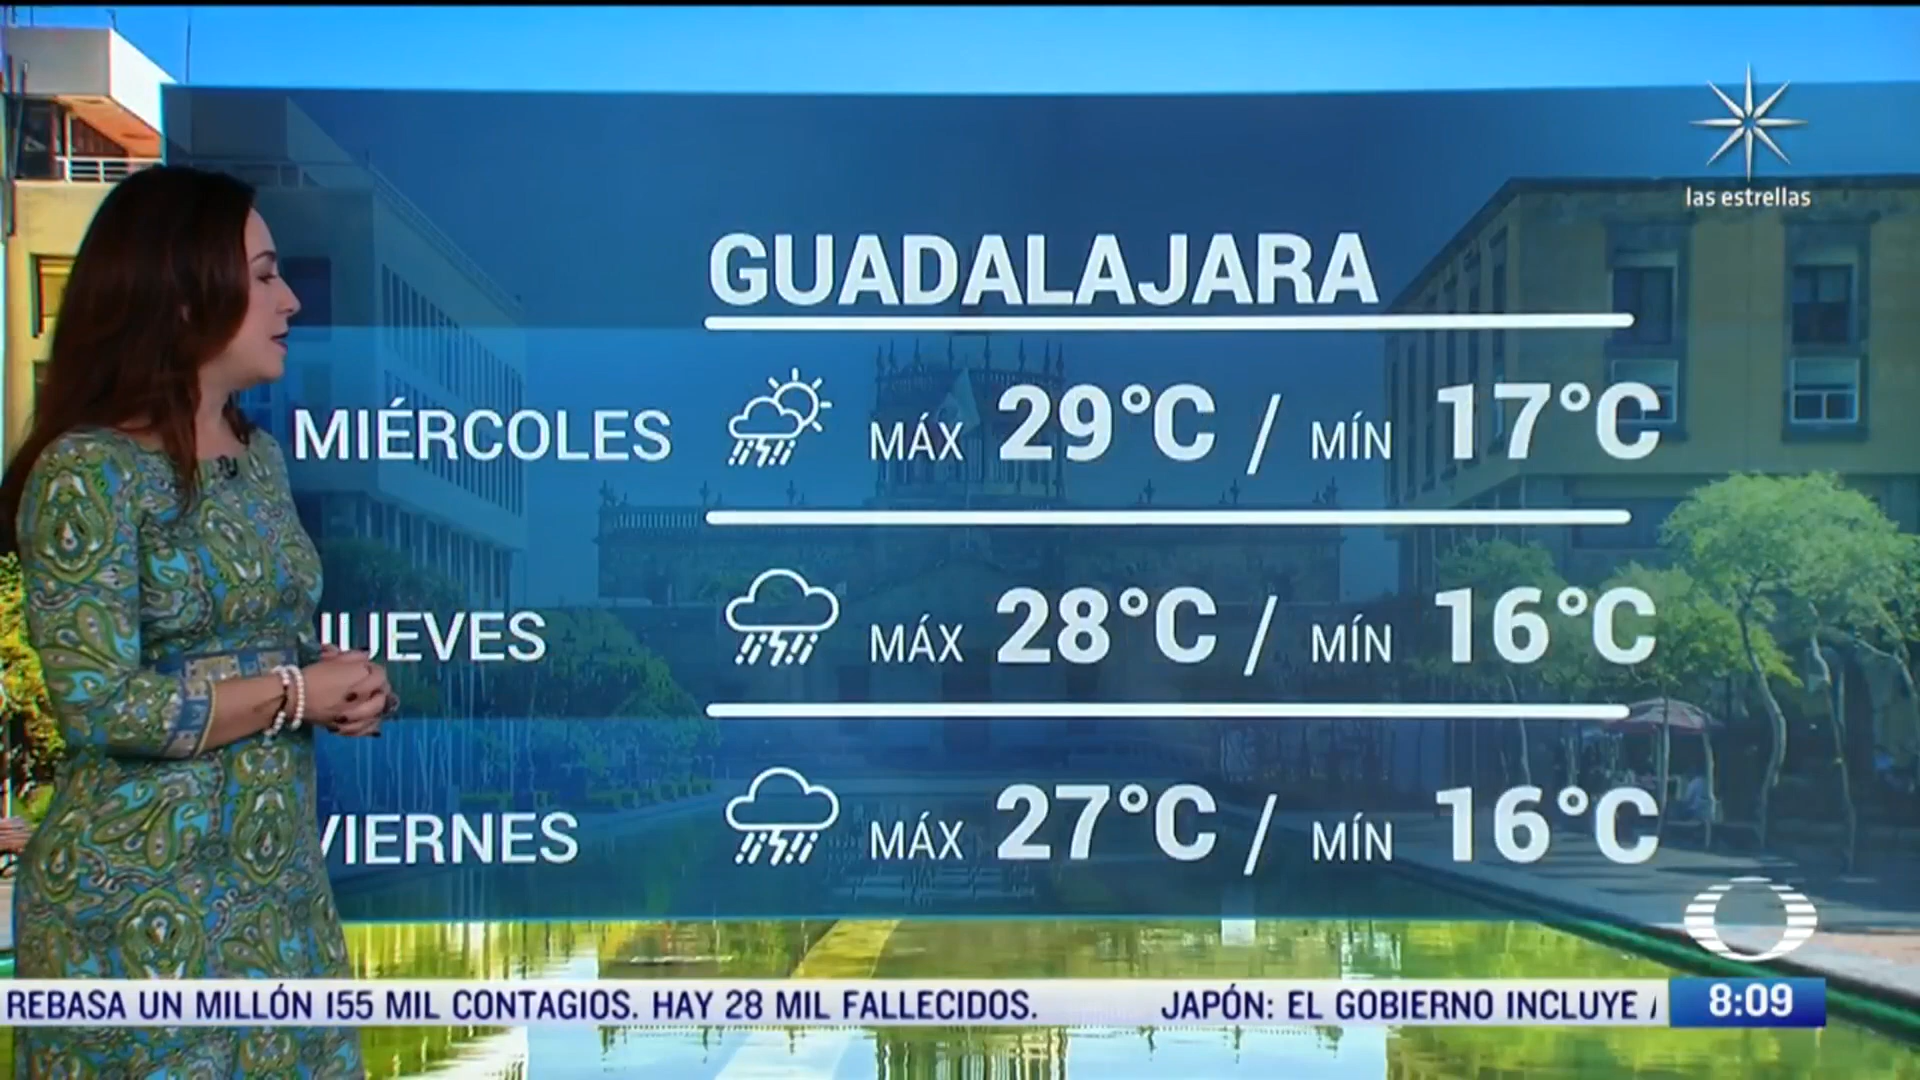 las estrellas
GUADALAJARA
MIÉRCOLES MÁX 29°C / MÍN 17°C
JUEVES MÁX 28°C / MÍN 16°C
VIERNES MÁX 27°C / MÍN 16°C
REBASA UN MILLÓN 155 MIL CONTAGIOS. HAY 28 MIL FALLECIDOS. JAPÓN: EL GOBIERNO INCLUYE
8:09